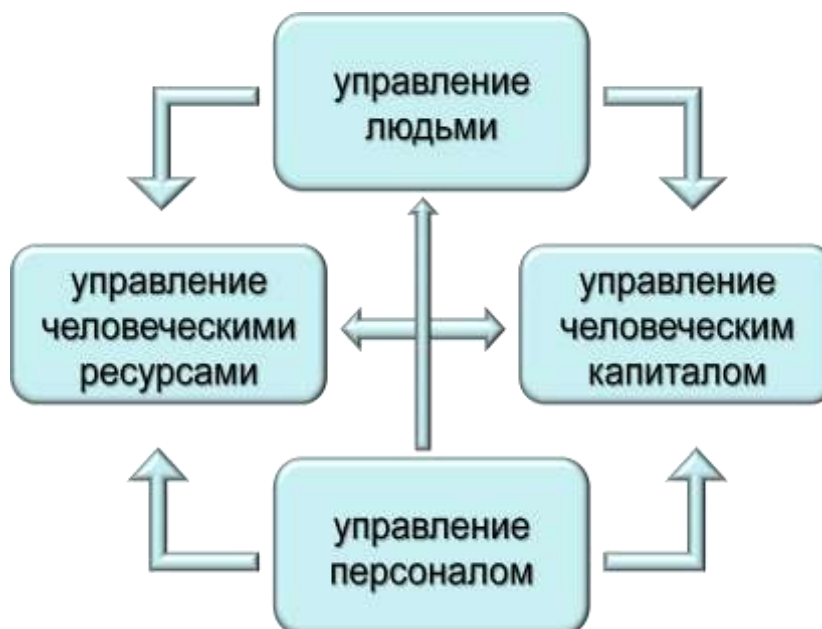 управление
людьми
управление
человеческими
ресурсами
управление
человеческим
капиталом
управление
персоналом